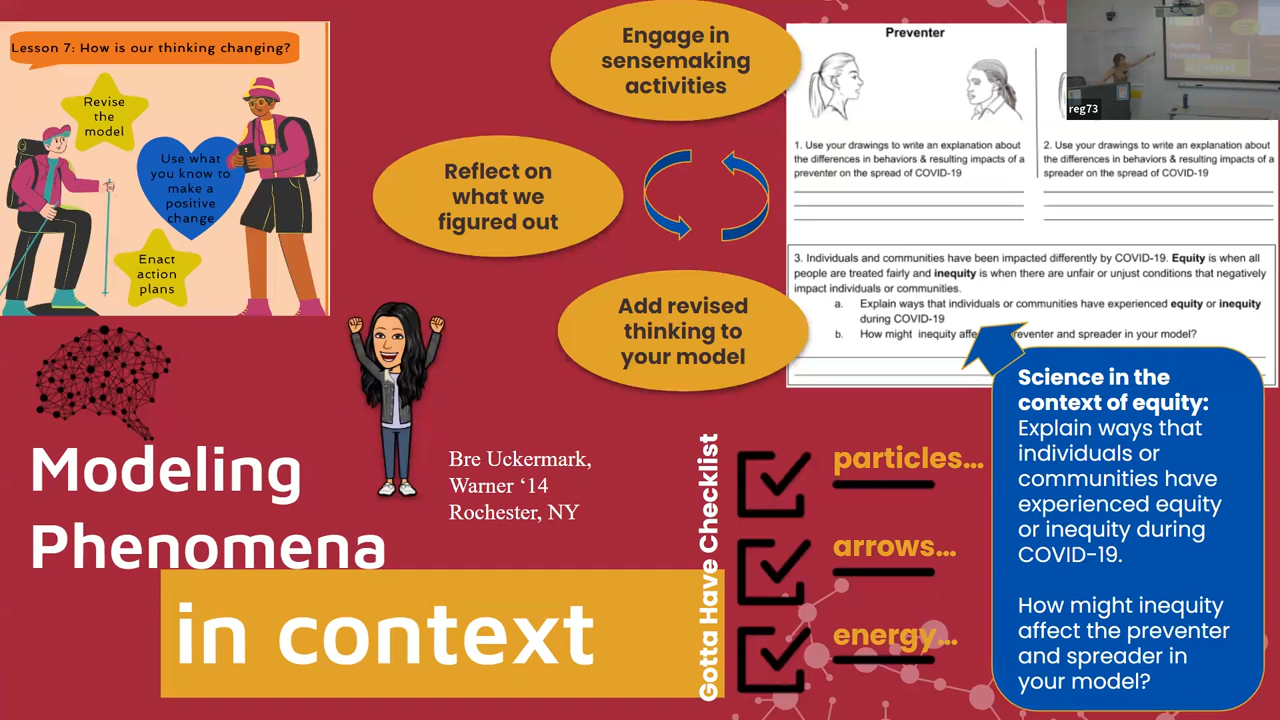 Lesson 7: How is our thinking changing?
Revise
the
model
Use what
you know to
make a
positive
change
Enact
action
plans
Engage in
sensemaking
activities
Reflect on
what we
figured out
Add revised
thinking to
your model
Preventer
1. Use your drawings to write an explanation about
the differences in behaviors & resulting impacts of a
preventer on the spread of COVID-19
2. Use your drawings to write an explanation about
the differences in behaviors & resulting impacts of a
spreader on the spread of COVID-19
3. Individuals and communities have been impacted differently by COVID-19. Equity is when all
people are treated fairly and inequity is when there are unfair or unjust conditions that negatively
impact individuals or communities.
a. Explain ways that individuals or communities have experienced equity or inequity
during COVID-19
b. How might inequity affe reventer and spreader in your model?
reg73
Modeling
Phenomena
in context
Bre Uckermark,
Warner ‘14
Rochester, NY
Gotta Have Checklist
particles...
arrows...
energy...
Science in the
context of equity:
Explain ways that
individuals or
communities have
experienced equity
or inequity during
COVID-19.
How might inequity
affect the preventer
and spreader in
your model?